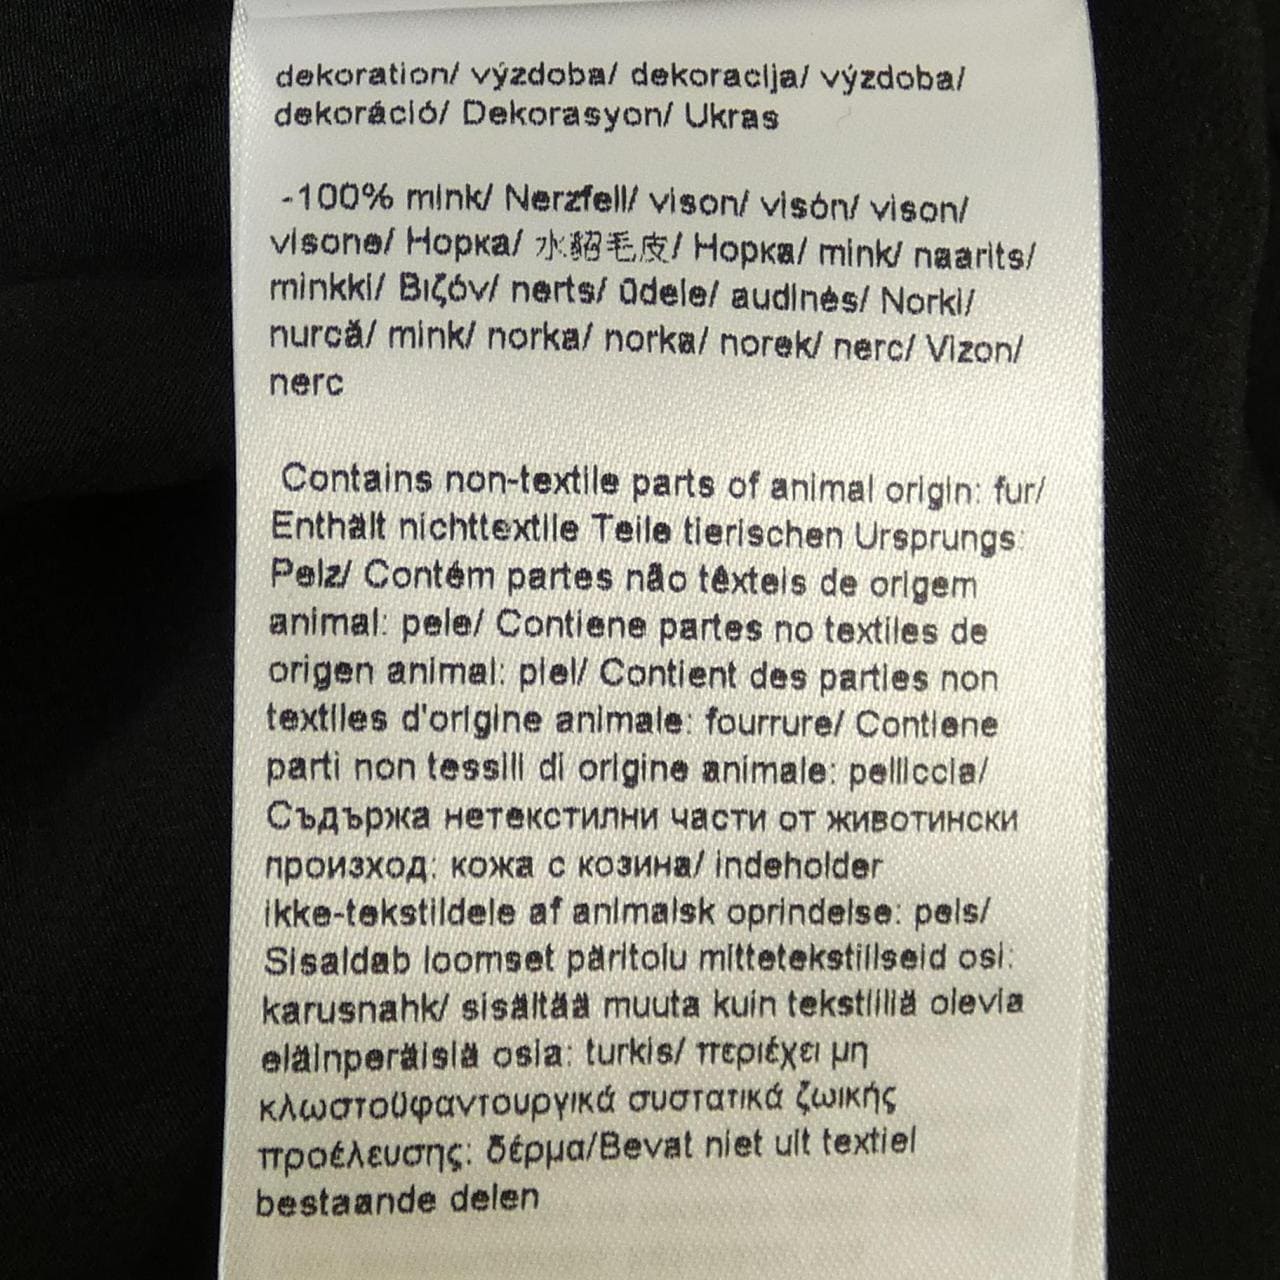 dekoration/ výzdoba/ dekoracija/ výzdoba/
dekoráció/ Dekorasyon/ Ukras
-100% mink/ Nerzfell/ vison/ visón/ vison/
visone/ Норка/ 水貂毛皮/ Норка/ mink/ naarits/
minkki/ Βιζόν/ nerts/ ūdele/ audinės/ Norki/
nurcă/ mink/ norka/ norka/ norek/ nerc/ Vizon/
nerc
Contains non-textile parts of animal origin: fur/
Enthält nichttextile Teile tierischen Ursprungs:
Pelz/ Contém partes não têxteis de origem
animal: pele/ Contiene partes no textiles de
origen animal: piel/ Contient des parties non
textiles d'origine animale: fourrure/ Contiene
parti non tessili di origine animale: pelliccia/
Съдържа нетекстилни части от животински
произход: кожа с козина/ indeholder
ikke-tekstildele af animalsk oprindelse: pels/
Sisaldab loomset päritolu mittetekstiilseid osi:
karusnahk/ sisältää muuta kuin tekstiiliä olevia
eläinperäisiä osia: turkis/ περιέχει μη
κλωστοϋφαντουργικά συστατικά ζωικής
προέλευσης: δέρμα/Bevat niet uit textiel
bestaande delen